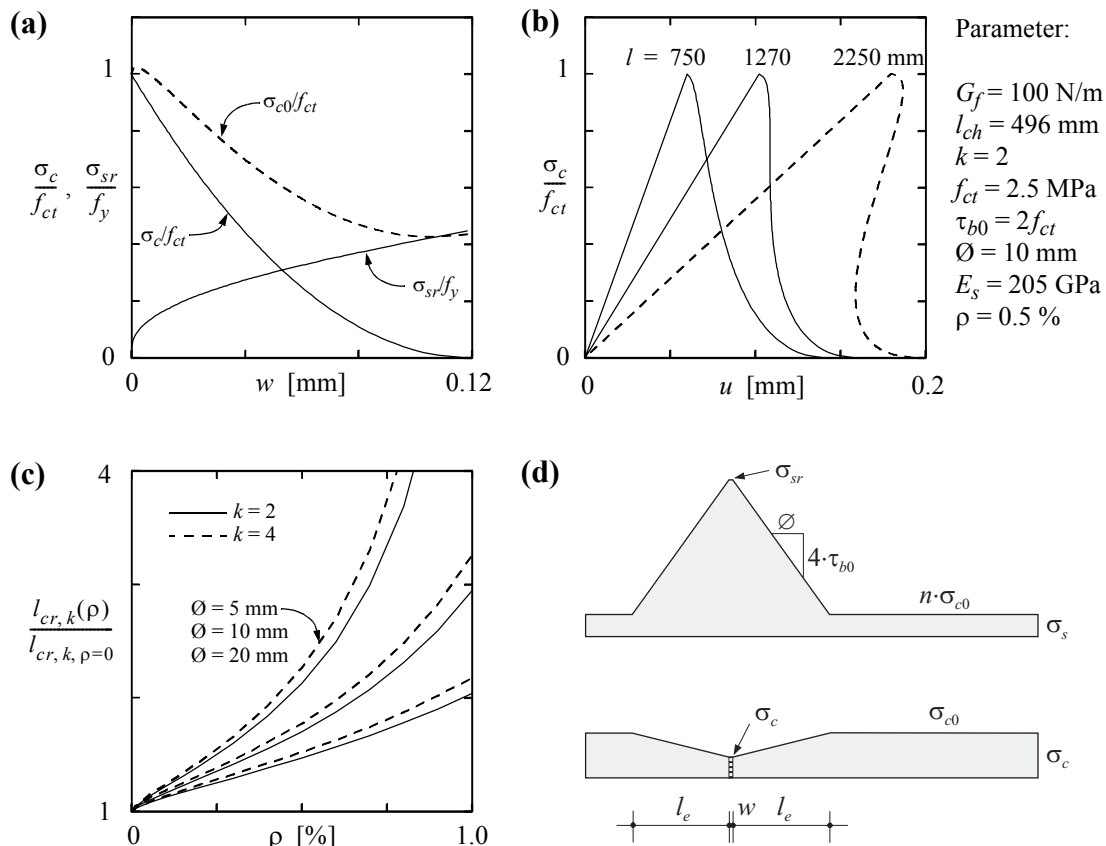 (a)
1
σc0/fct
σc/fct , σsr/fy
σc/fct
σsr/fy
0
0
w [mm]
0.12
(b)
l = 750 1270 2250 mm
1
σc/fct
0
0
u [mm]
0.2
Parameter:
Gf = 100 N/m
lch = 496 mm
k = 2
fct = 2.5 MPa
τb0 = 2fct
Ø = 10 mm
Es = 205 GPa
ρ = 0.5 %
(c)
4
k = 2
k = 4
lcr, k(ρ)
lcr, k, ρ=0
Ø = 5 mm
Ø = 10 mm
Ø = 20 mm
1
0
ρ [%]
1.0
(d)
σsr
∅
4·τb0
n·σc0
σs
σc
σc0
σc
le w le